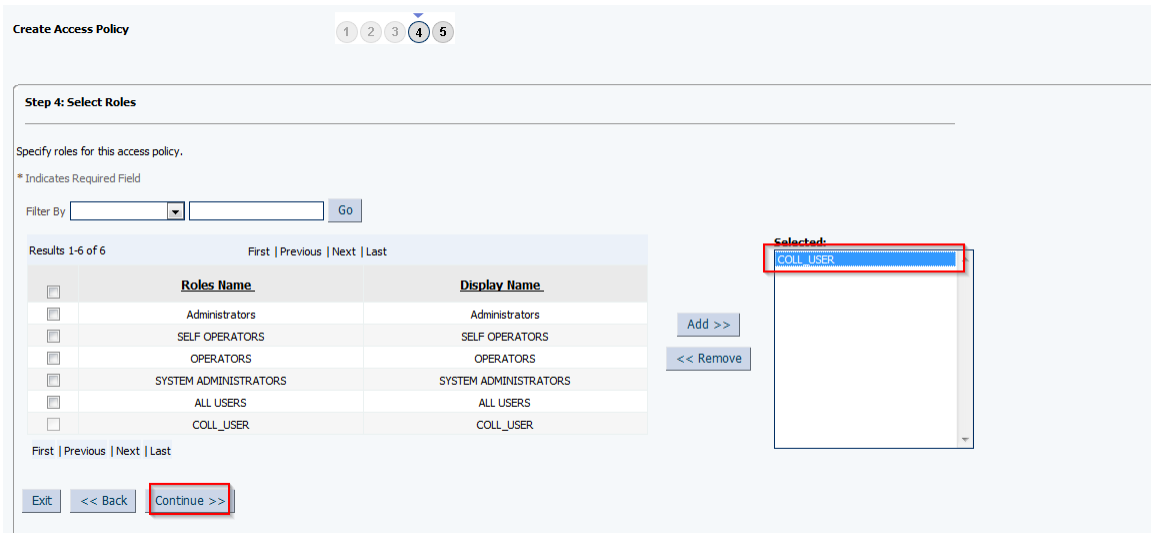 Create Access Policy
1 2 3 4 5
Step 4: Select Roles
Specify roles for this access policy.
* Indicates Required Field
Filter By Go
Results 1-6 of 6 First | Previous | Next | Last
Roles Name Display Name
Administrators Administrators
SELF OPERATORS SELF OPERATORS
OPERATORS OPERATORS
SYSTEM ADMINISTRATORS SYSTEM ADMINISTRATORS
ALL USERS ALL USERS
COLL_USER COLL_USER
First | Previous | Next | Last
Add >>
<< Remove
Selected:
COLL_USER
Exit << Back Continue >>